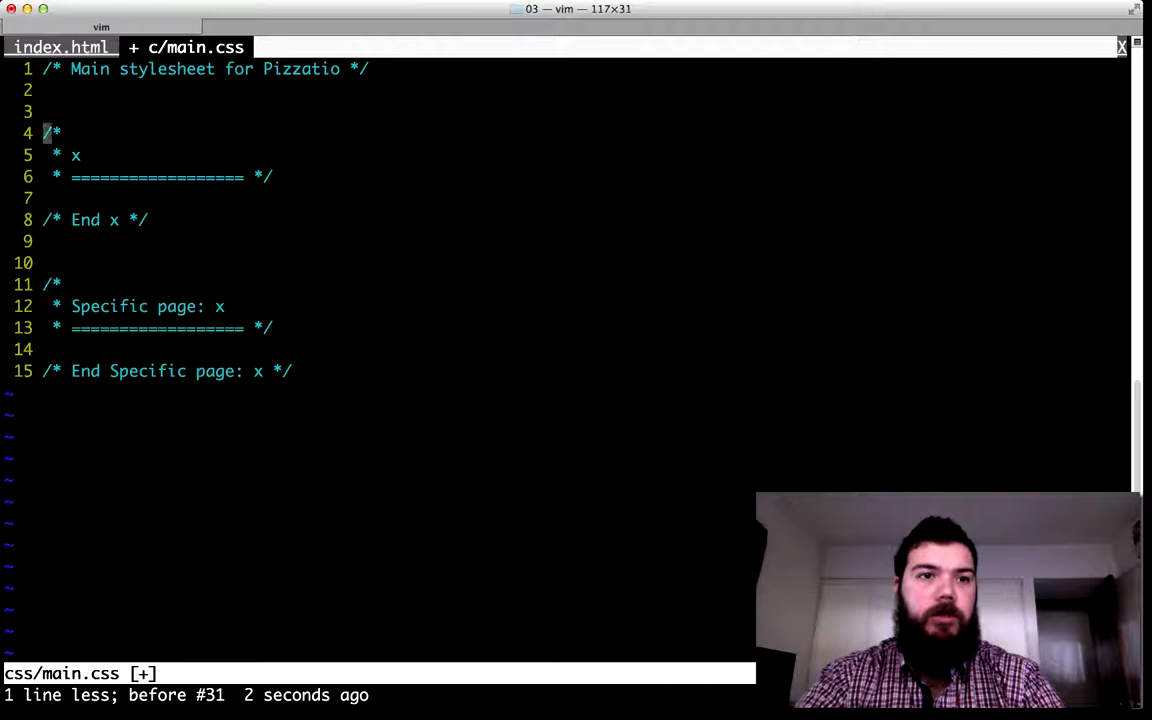 03 — vim — 117×31
vim
index.html + c/main.css X
1 /* Main stylesheet for Pizzatio */
2
3
4 /*
5  * x
6  * ================== */
7
8 /* End x */
9
10
11 /*
12  * Specific page: x
13  * ================== */
14
15 /* End Specific page: x */
~
~
~
~
~
~
~
~
~
~
~
~
~
css/main.css [+]
1 line less; before #31  2 seconds ago